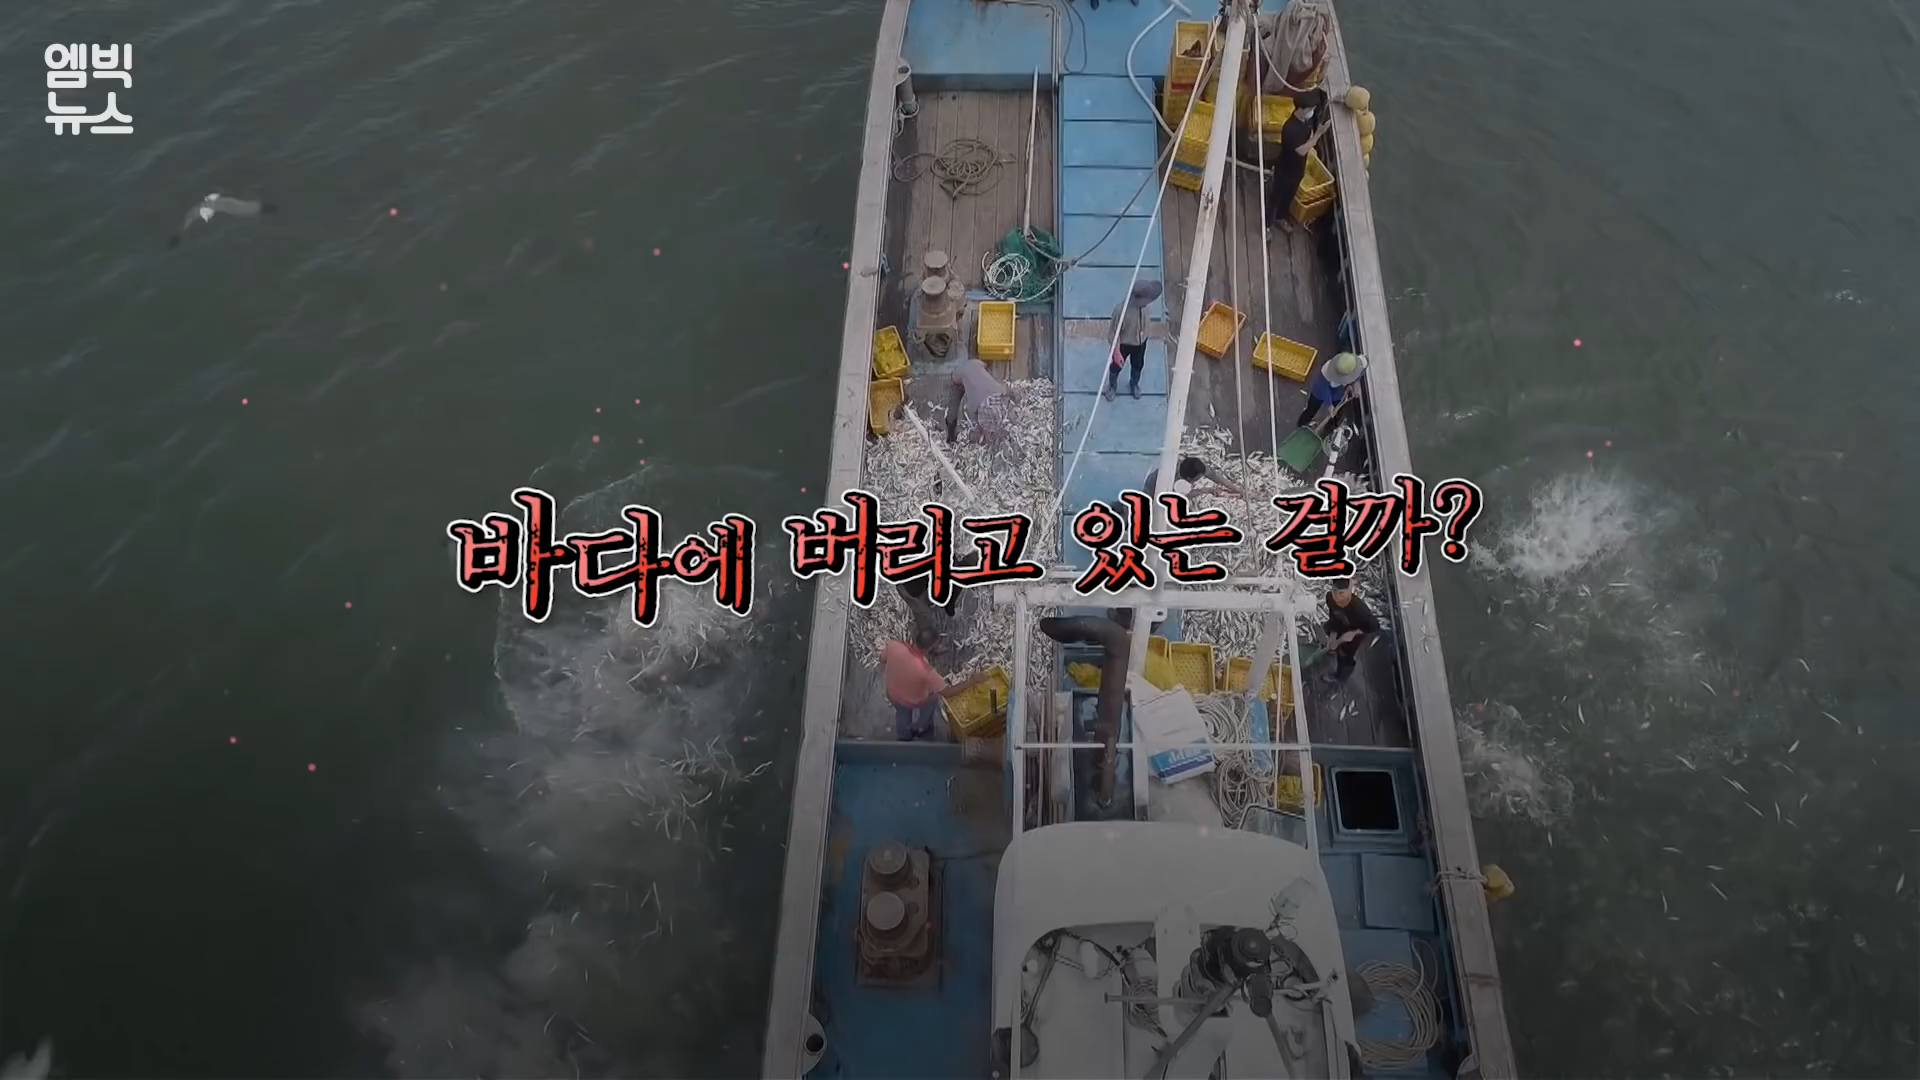 엠빅
뉴스
바다에 버리고 있는 걸까?